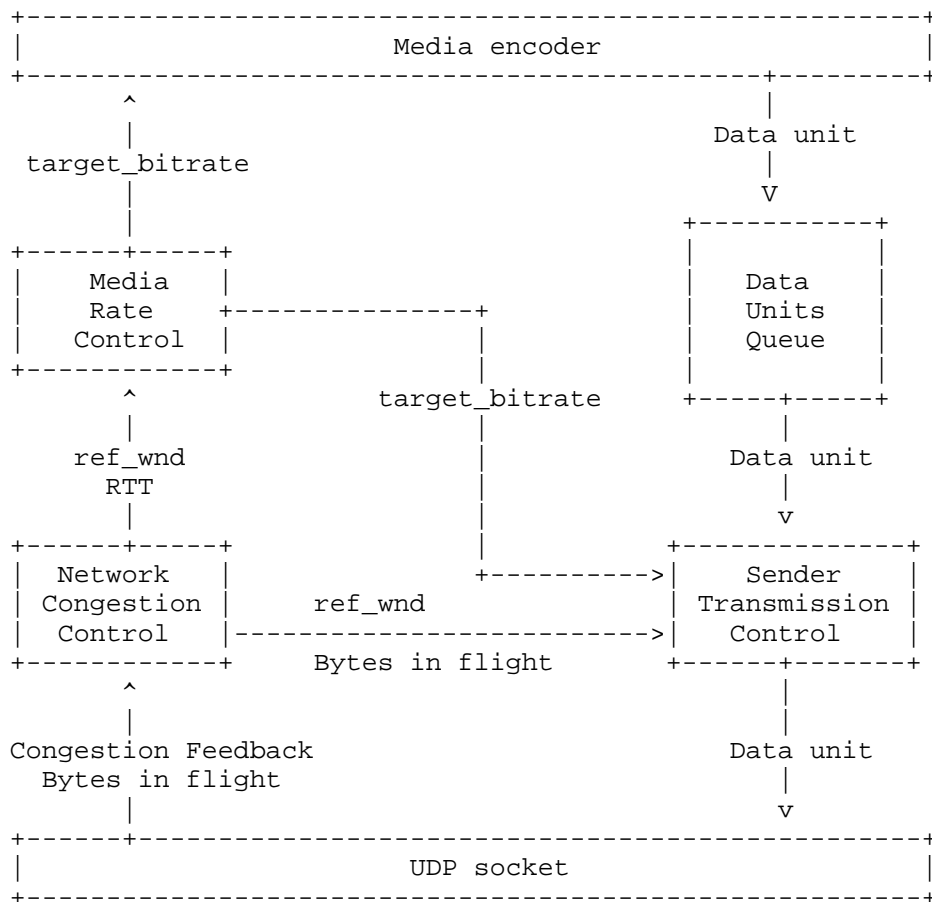 Media encoder
Data unit
target_bitrate
V
Media
Rate
Control
Data
Units
Queue
target_bitrate
ref_wnd
RTT
Data unit
v
Network
Congestion
Control
ref_wnd
Bytes in flight
Sender
Transmission
Control
Congestion Feedback
Bytes in flight
Data unit
v
UDP socket